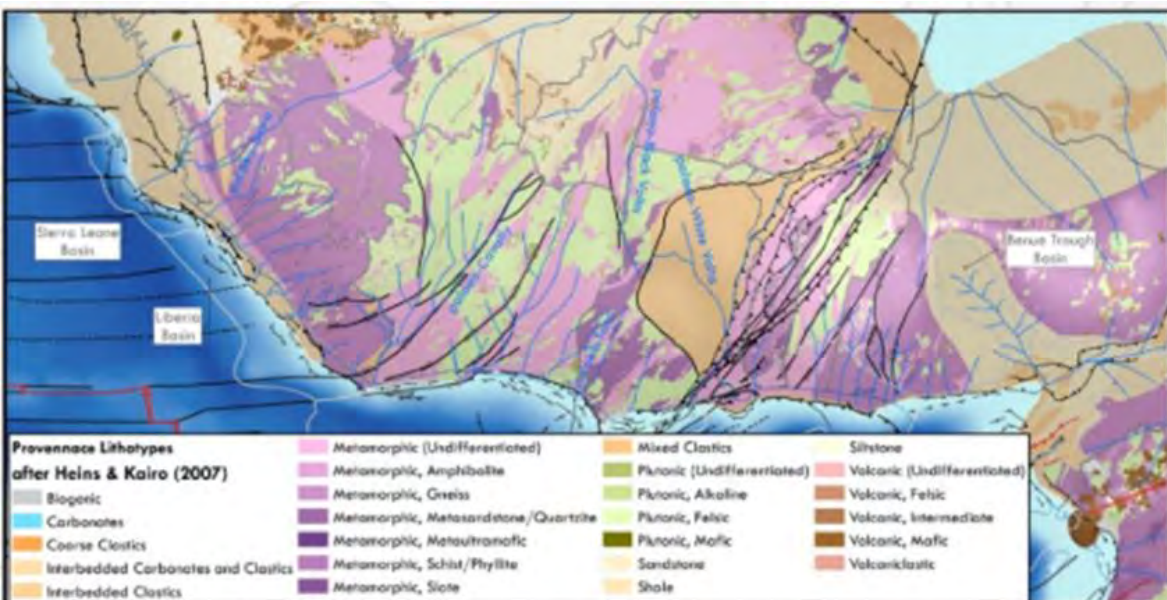 Sierra Leone
Basin
Liberia
Basin
Benue Trough
Basin
White Volta
Provennace Lithotypes
after Heins & Kairo (2007)
Biogenic
Carbonates
Coarse Clastics
Interbedded Carbonates and Clastics
Interbedded Clastics
Metamorphic (Undifferentiated)
Metamorphic, Amphibolite
Metamorphic, Gneiss
Metamorphic, Metasandstone/Quartzite
Metamorphic, Metaultramafic
Metamorphic, Schist/Phyllite
Metamorphic, Slate
Mixed Clastics
Plutonic (Undifferentiated)
Plutonic, Alkaline
Plutonic, Felsic
Plutonic, Mafic
Sandstone
Shale
Siltstone
Volcanic (Undifferentiated)
Volcanic, Felsic
Volcanic, Intermediate
Volcanic, Mafic
Volcaniclastic